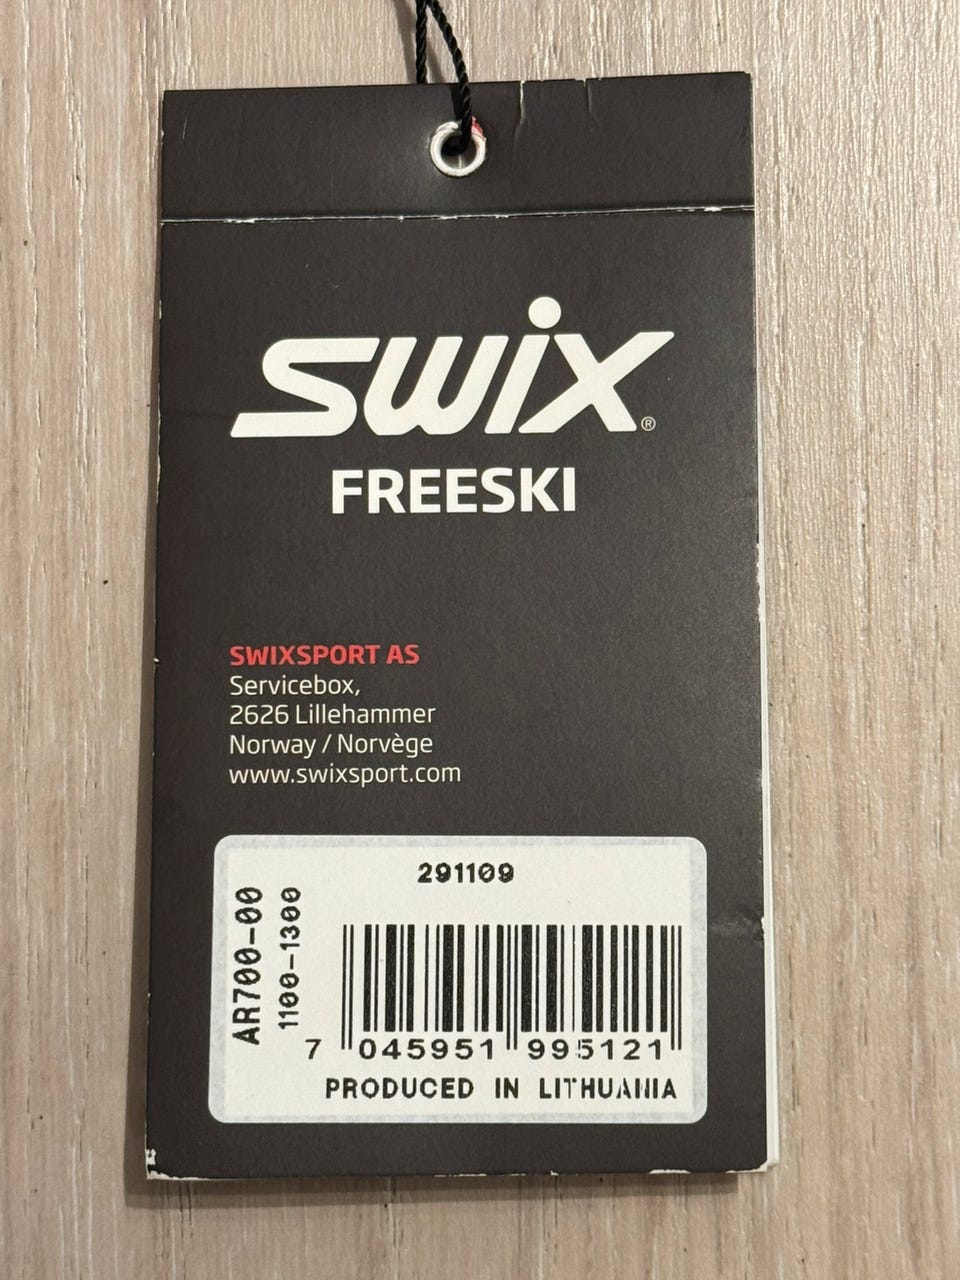 swix®
FREESKI
SWIXSPORT AS
Servicebox,
2626 Lillehammer
Norway / Norvège
www.swixsport.com
291109
AR700-00
1100-1300
7 045951 995121
PRODUCED IN LITHUANIA